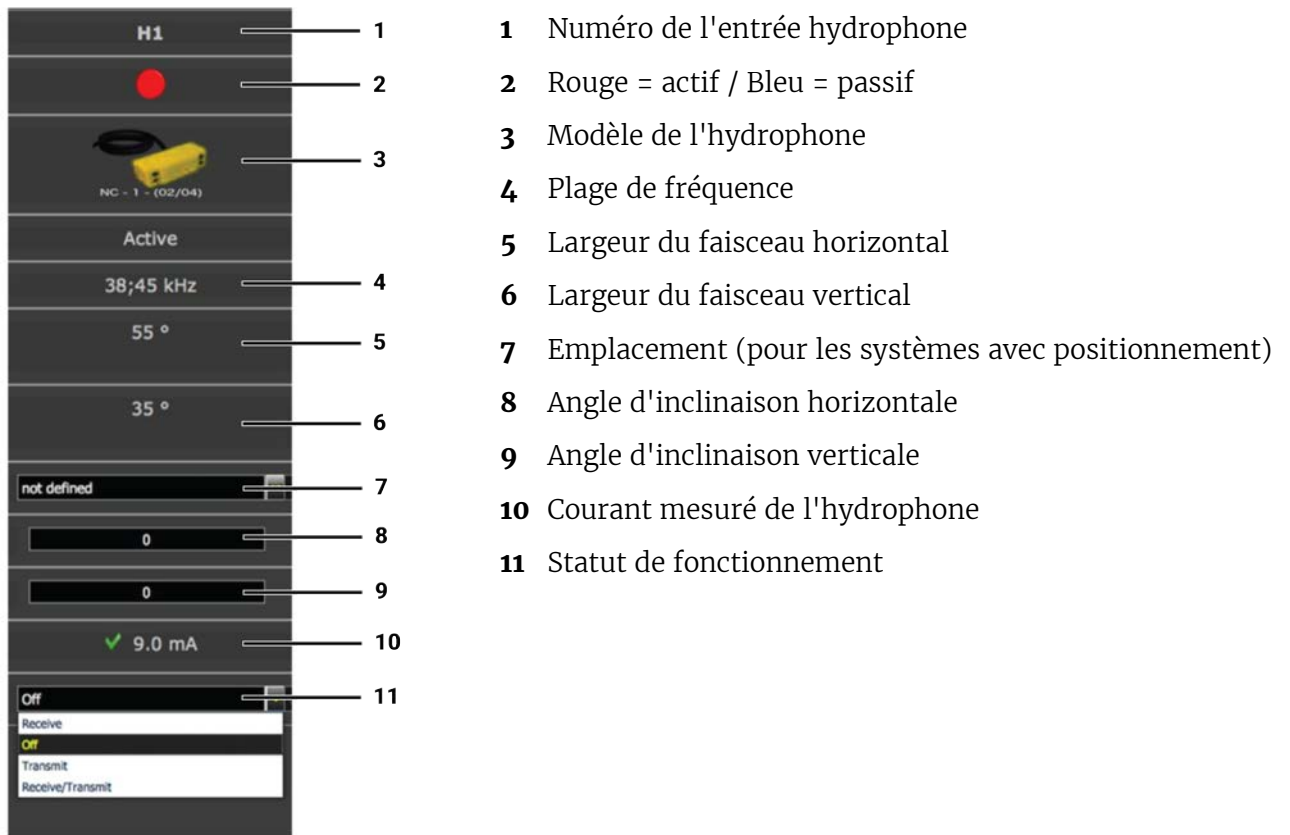 H1
1
2
NC - 1 - (02/04)
3
Active
38;45 kHz
4
55 °
5
35 °
6
not defined
7
0
8
0
9
9.0 mA
10
Off
11
Receive
Off
Transmit
Receive/Transmit
1 Numéro de l'entrée hydrophone
2 Rouge = actif / Bleu = passif
3 Modèle de l'hydrophone
4 Plage de fréquence
5 Largeur du faisceau horizontal
6 Largeur du faisceau vertical
7 Emplacement (pour les systèmes avec positionnement)
8 Angle d'inclinaison horizontale
9 Angle d'inclinaison verticale
10 Courant mesuré de l'hydrophone
11 Statut de fonctionnement